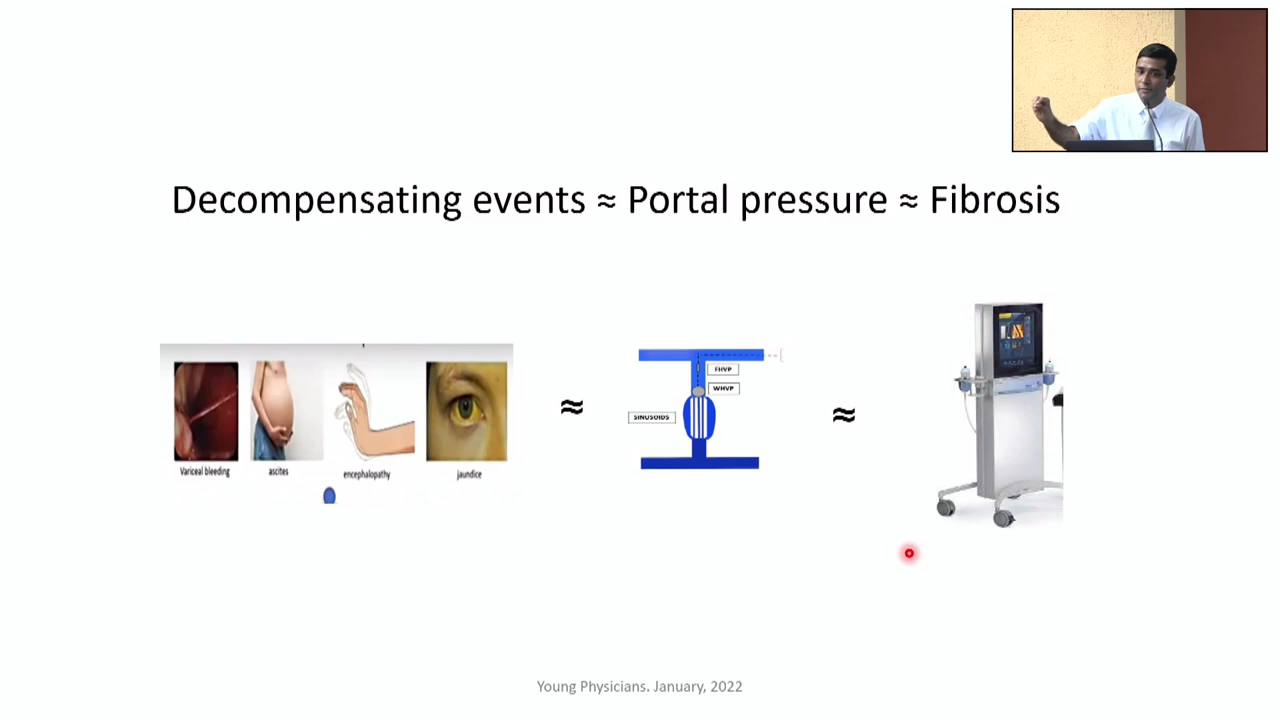 Decompensating events ≈ Portal pressure ≈ Fibrosis
FHVP
WHVP
SINUSOIDS
≈
≈
Variceal bleeding
ascites
encephalopathy
jaundice
Young Physicians. January, 2022